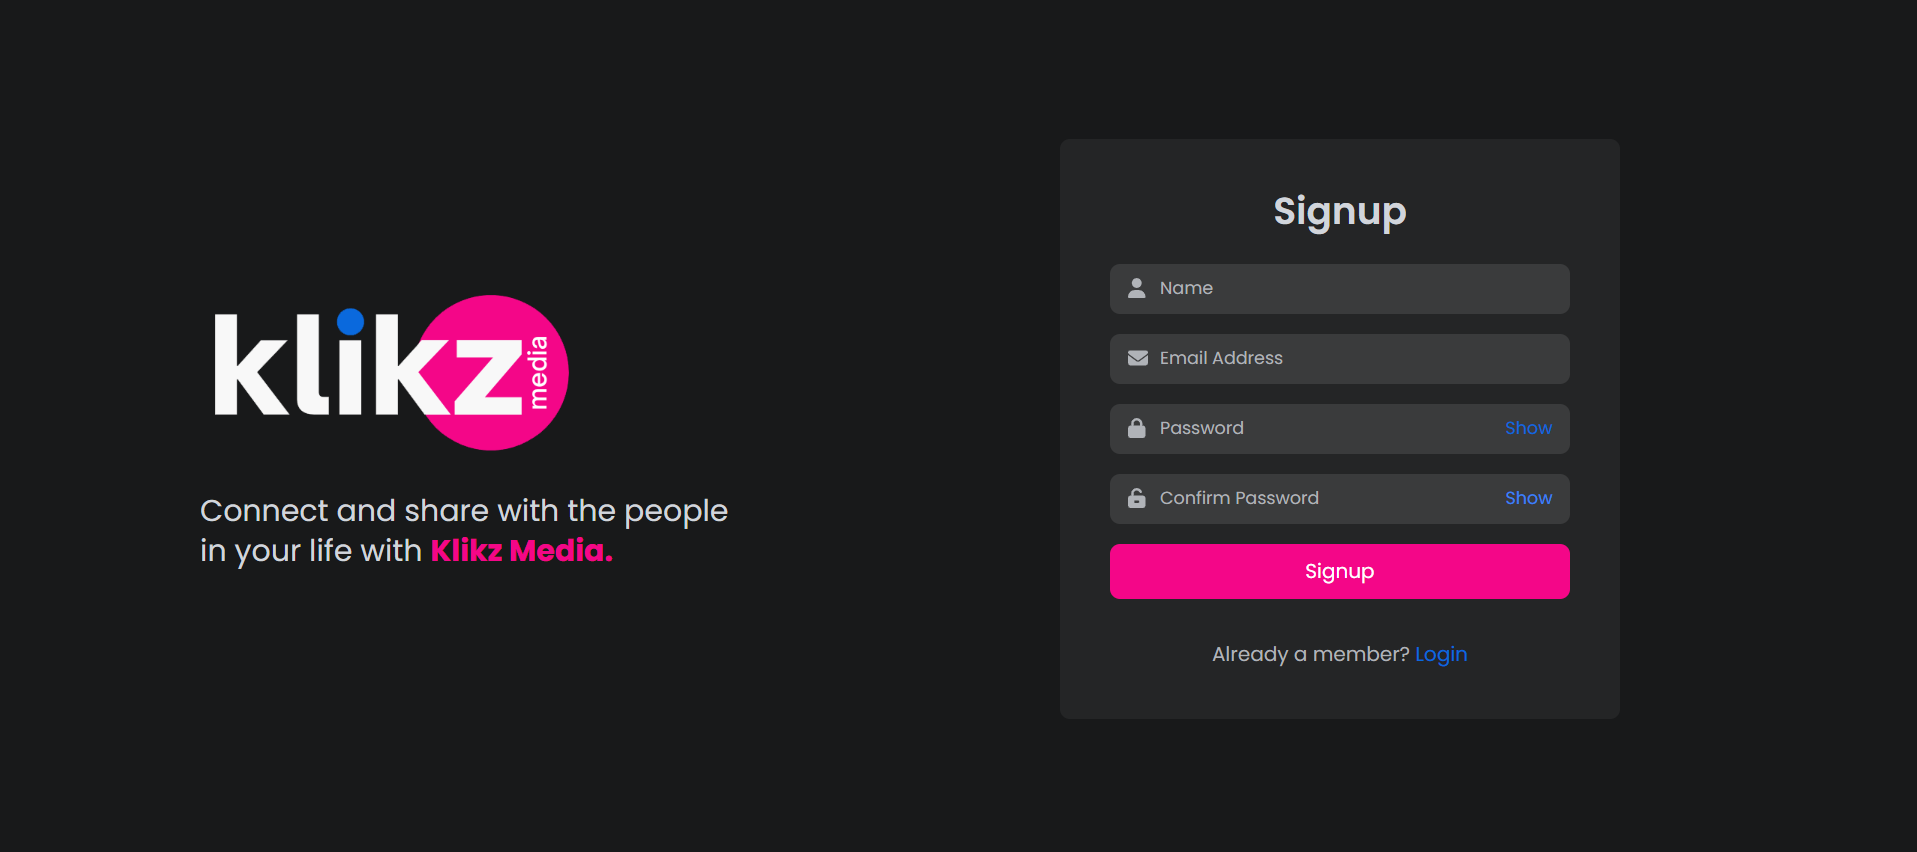 klikz
media
Connect and share with the people
in your life with Klikz Media.
Signup
Name
Email Address
Password Show
Confirm Password Show
Signup
Already a member? Login